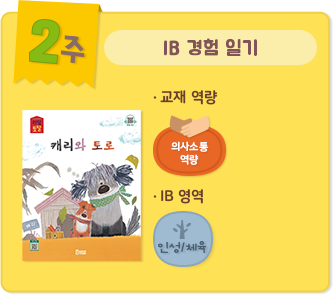 2주
IB 경험 일기
· 교재 역량
캐리와 토로
의사소통
역량
· IB 영역
인성/체육